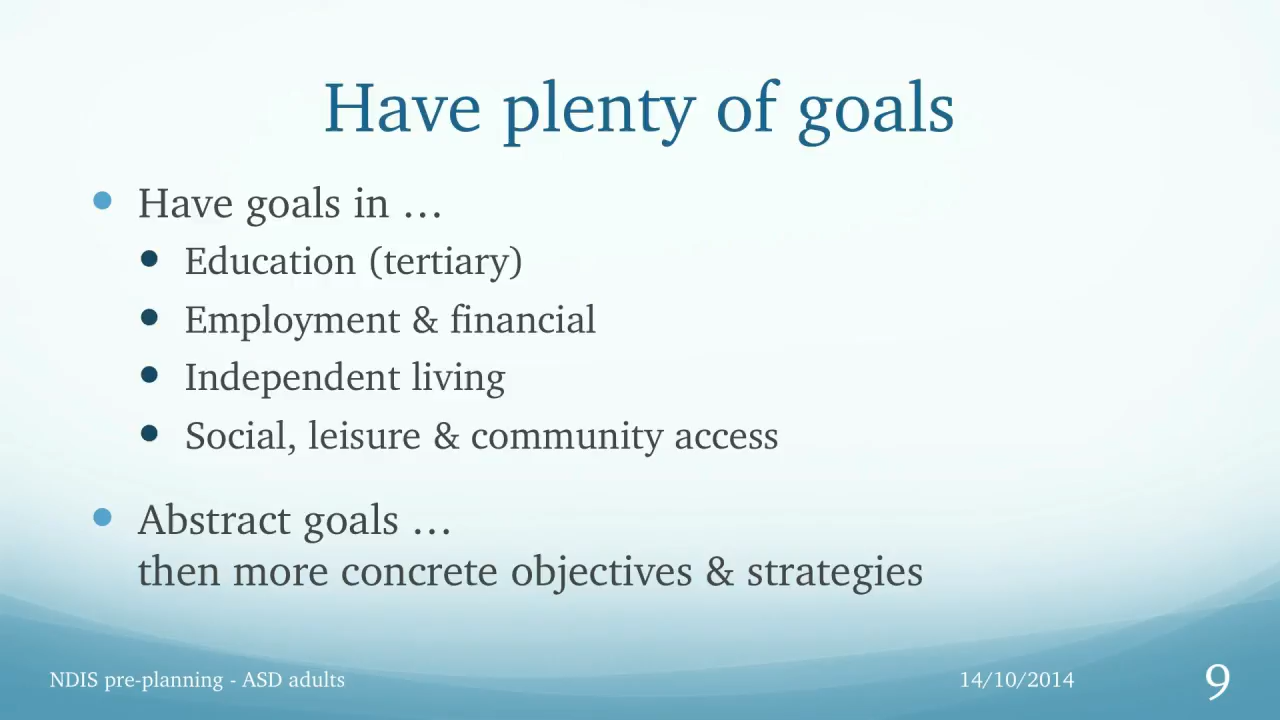 Have plenty of goals
Have goals in …
Education (tertiary)
Employment & financial
Independent living
Social, leisure & community access
Abstract goals …
then more concrete objectives & strategies
NDIS pre-planning - ASD adults
14/10/2014
9